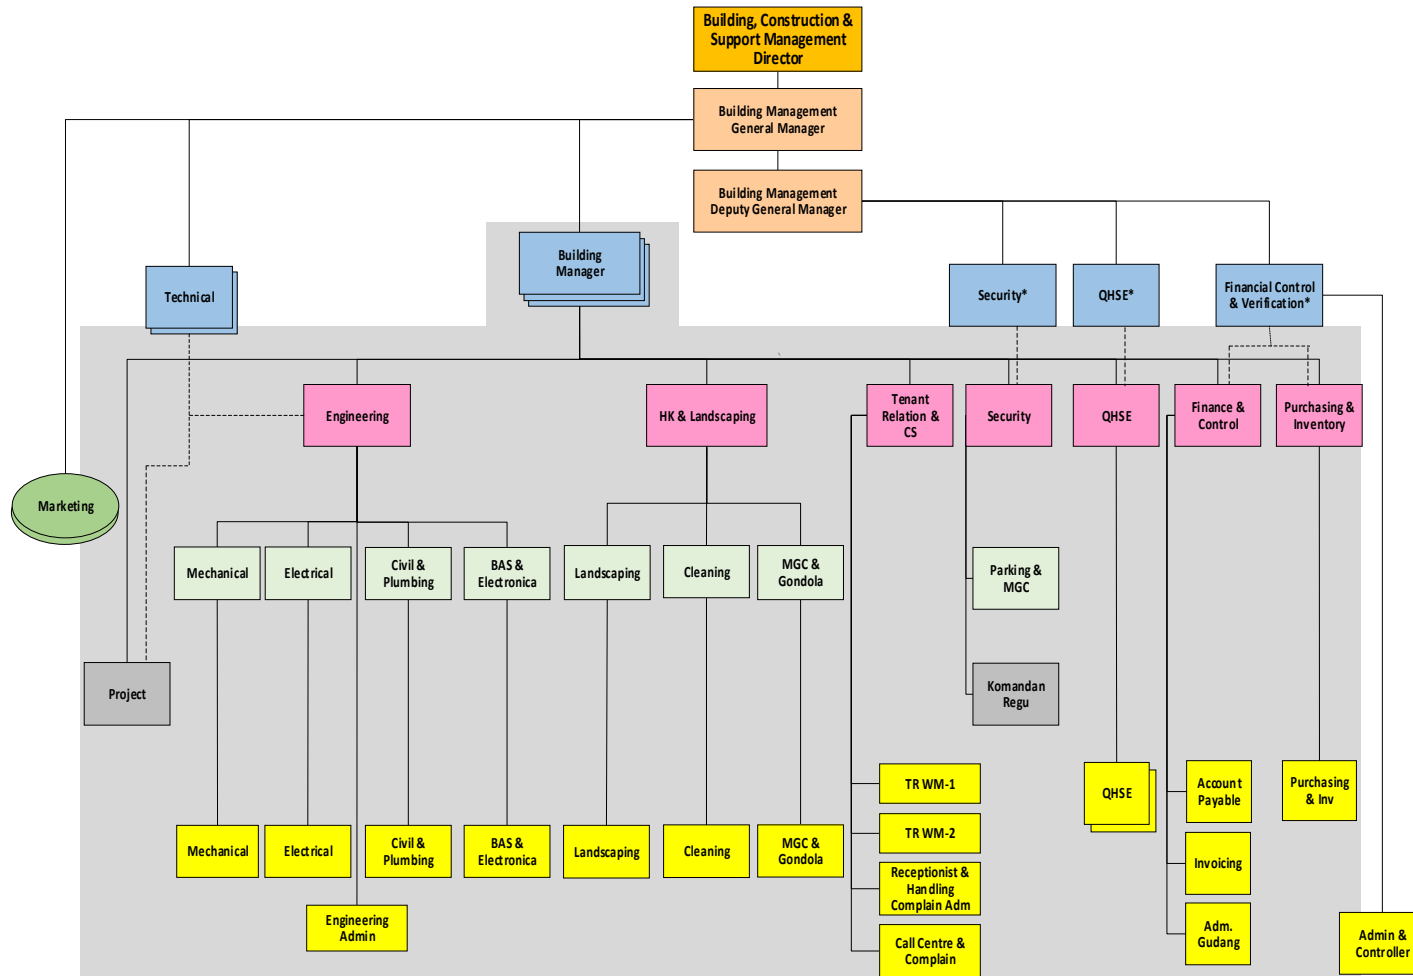 Building, Construction &
Support Management
Director
Building Management
General Manager
Building Management
Deputy General Manager
Building
Manager
Technical
Security*
QHSE*
Financial Control
& Verification*
Engineering
HK & Landscaping
Tenant
Relation &
CS
Security
QHSE
Finance &
Control
Purchasing &
Inventory
Marketing
Mechanical
Electrical
Civil &
Plumbing
BAS &
Electronica
Landscaping
Cleaning
MGC &
Gondola
Parking &
MGC
Project
Komandan
Regu
TR WM-1
QHSE
Account
Payable
Purchasing
& Inv
Mechanical
Electrical
Civil &
Plumbing
BAS &
Electronica
Landscaping
Cleaning
MGC &
Gondola
TR WM-2
Invoicing
Receptionist &
Handling
Complain Adm
Engineering
Admin
Call Centre &
Complain
Adm.
Gudang
Admin &
Controller